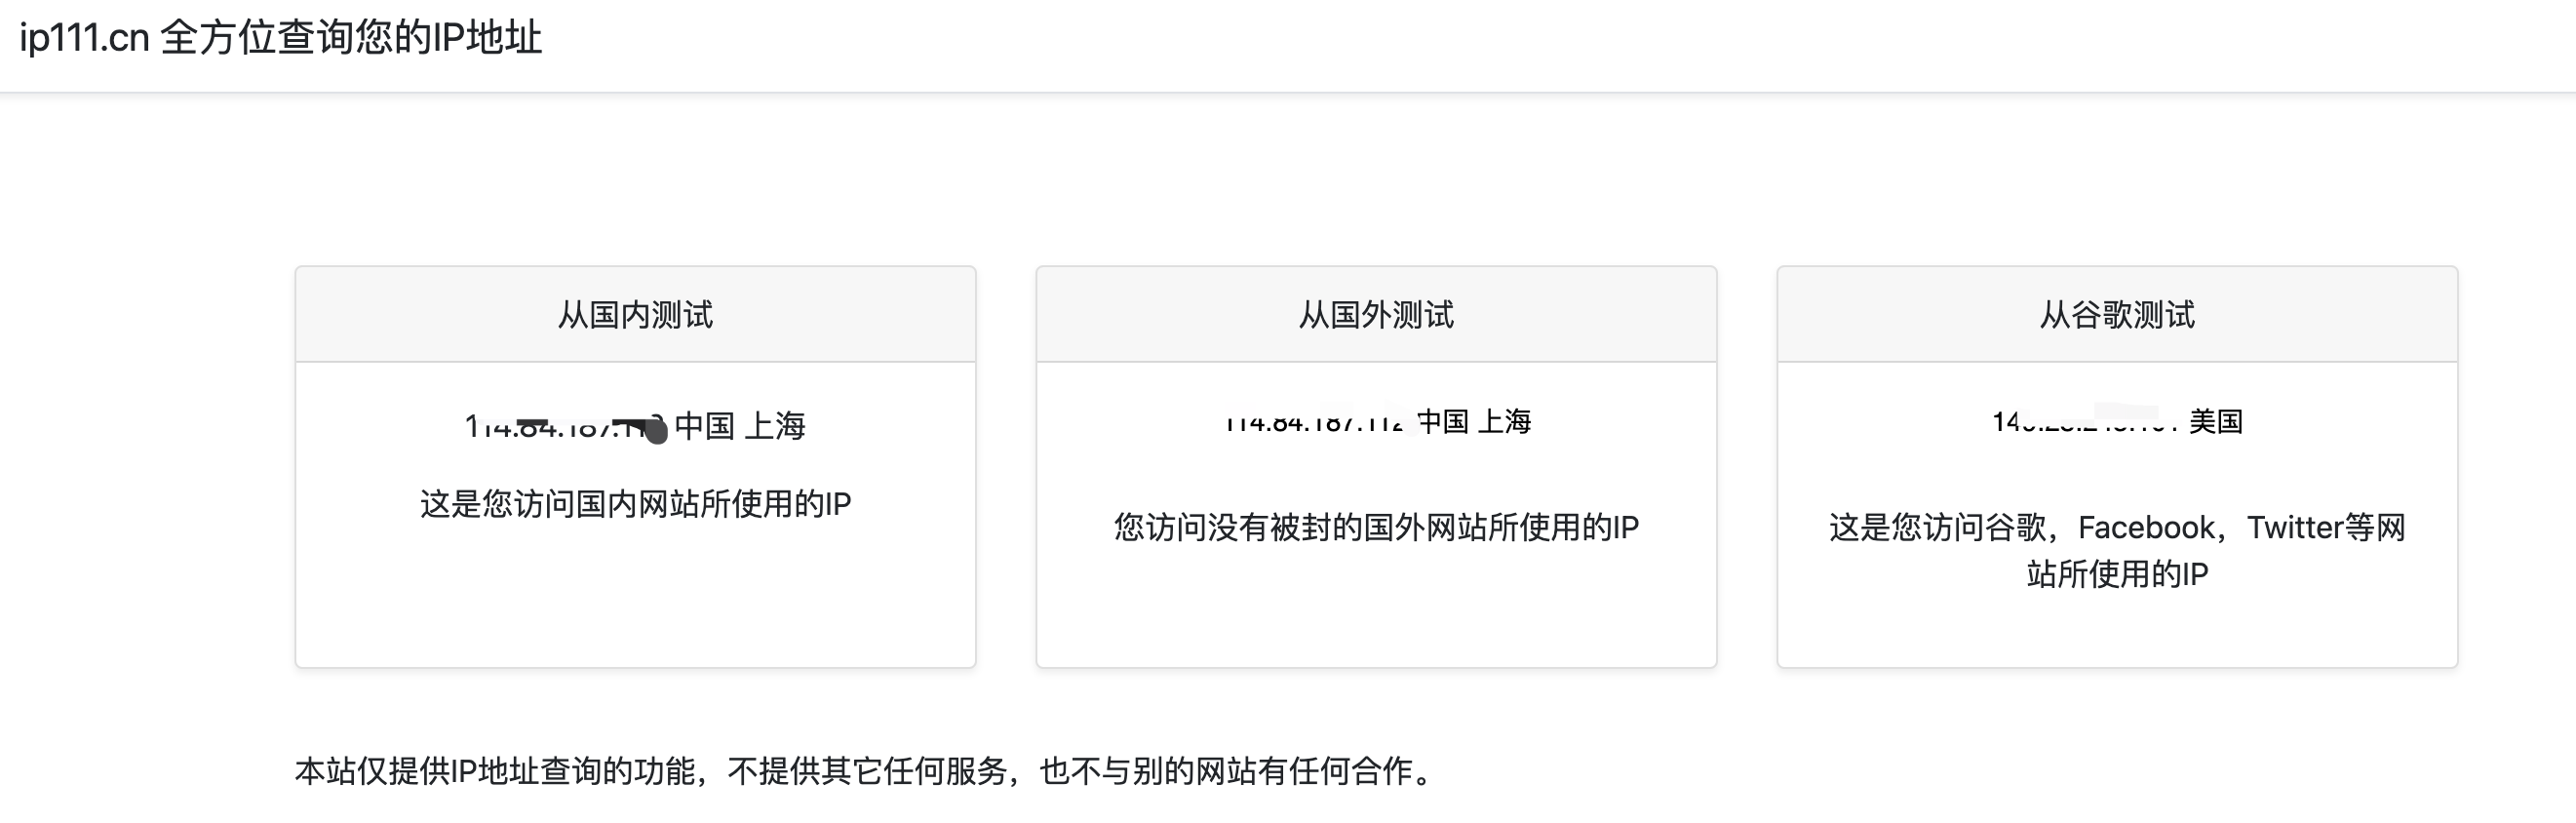 ip111.cn 全方位查询您的IP地址
从国内测试
中国 上海
这是您访问国内网站所使用的IP
从国外测试
中国 上海
您访问没有被封的国外网站所使用的IP
从谷歌测试
美国
这是您访问谷歌，Facebook，Twitter等网
站所使用的IP
本站仅提供IP地址查询的功能，不提供其它任何服务，也不与别的网站有任何合作。